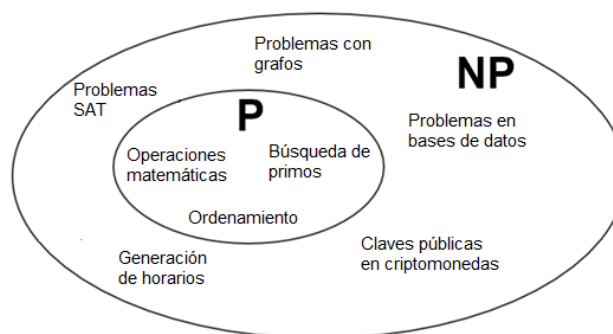 Problemas con
grafos
NP
Problemas
SAT
P
Problemas en
bases de datos
Operaciones
matemáticas
Búsqueda de
primos
Ordenamiento
Generación
de horarios
Claves públicas
en criptomonedas